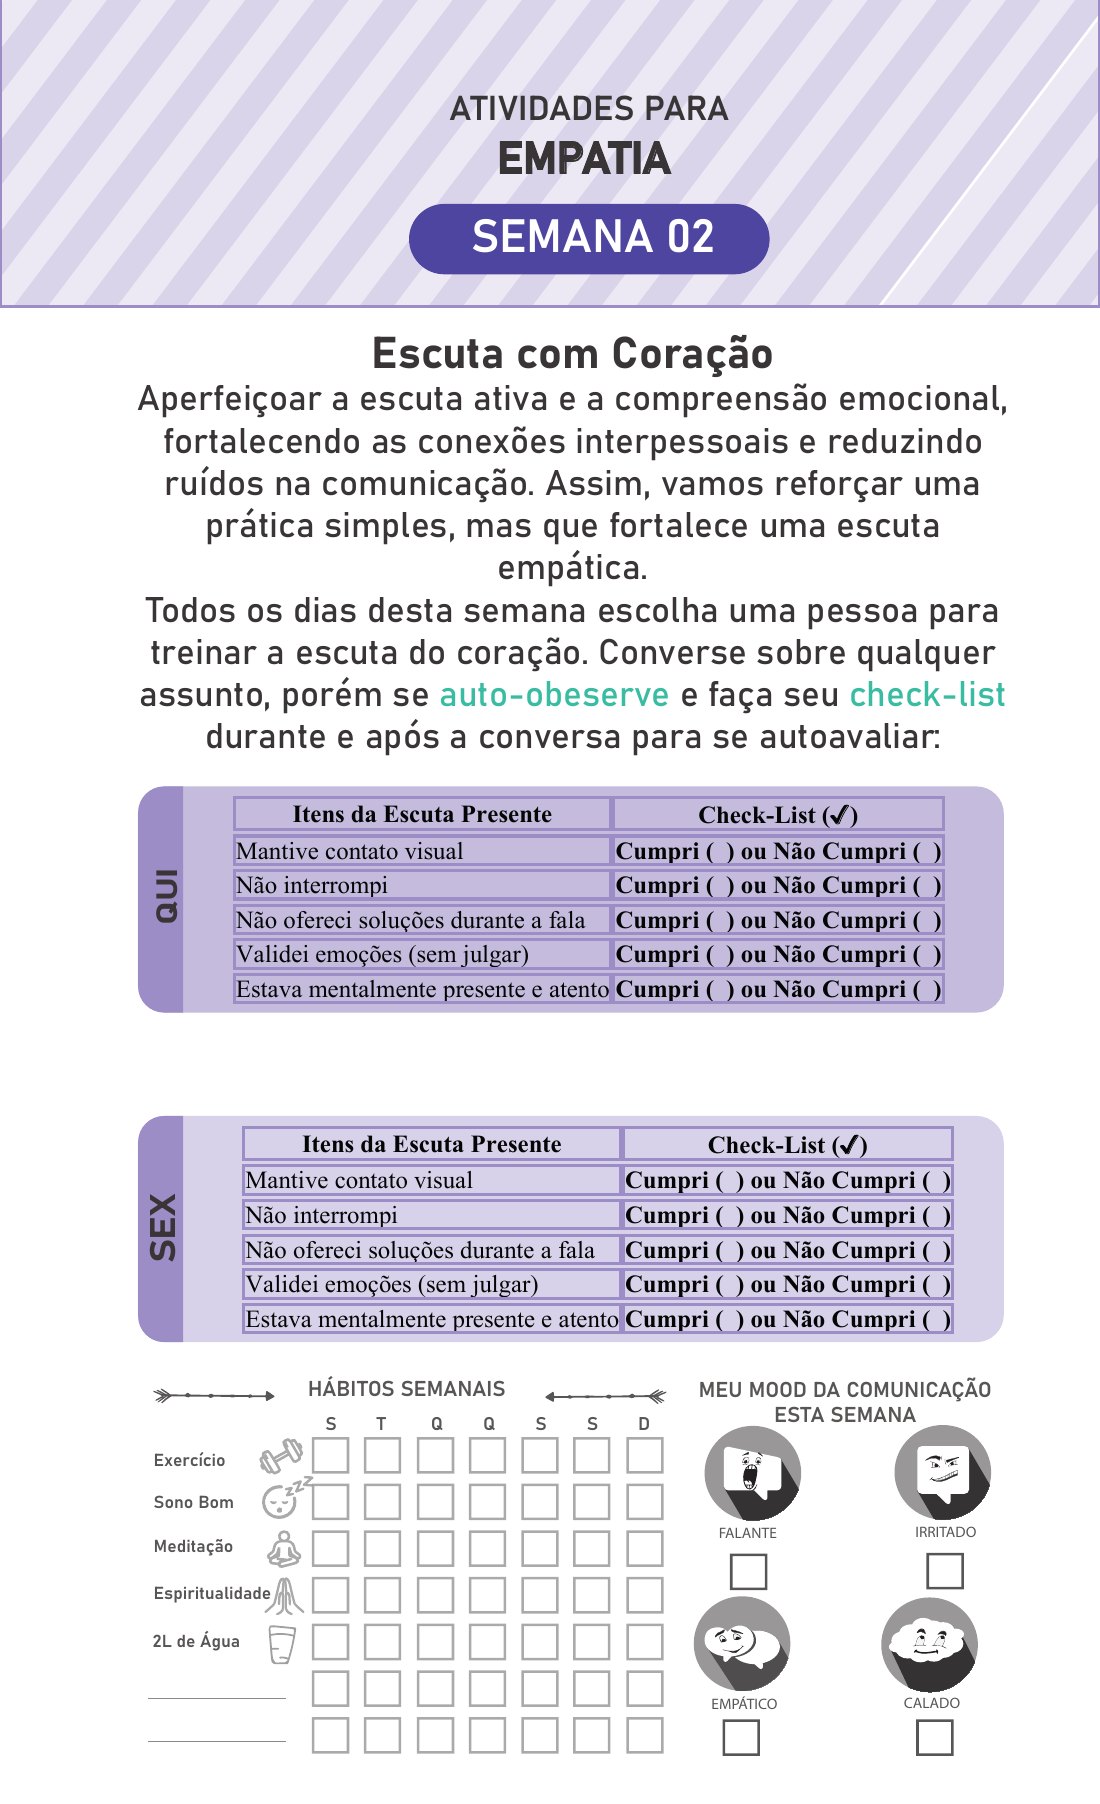 ATIVIDADES PARA
EMPATIA
SEMANA 02
Escuta com Coração
Aperfeiçoar a escuta ativa e a compreensão emocional,
fortalecendo as conexões interpessoais e reduzindo
ruídos na comunicação. Assim, vamos reforçar uma
prática simples, mas que fortalece uma escuta
empática.
Todos os dias desta semana escolha uma pessoa para
treinar a escuta do coração. Converse sobre qualquer
assunto, porém se auto-obeserve e faça seu check-list
durante e após a conversa para se autoavaliar:
QUI
Itens da Escuta Presente Check-List (✓)
Mantive contato visual Cumpri ( ) ou Não Cumpri ( )
Não interrompi Cumpri ( ) ou Não Cumpri ( )
Não ofereci soluções durante a fala Cumpri ( ) ou Não Cumpri ( )
Validei emoções (sem julgar) Cumpri ( ) ou Não Cumpri ( )
Estava mentalmente presente e atento Cumpri ( ) ou Não Cumpri ( )
SEX
Itens da Escuta Presente Check-List (✓)
Mantive contato visual Cumpri ( ) ou Não Cumpri ( )
Não interrompi Cumpri ( ) ou Não Cumpri ( )
Não ofereci soluções durante a fala Cumpri ( ) ou Não Cumpri ( )
Validei emoções (sem julgar) Cumpri ( ) ou Não Cumpri ( )
Estava mentalmente presente e atento Cumpri ( ) ou Não Cumpri ( )
HÁBITOS SEMANAIS
S T Q Q S S D
Exercício
Sono Bom
zzz
Meditação
Espiritualidade
2L de Água
MEU MOOD DA COMUNICAÇÃO
ESTA SEMANA
FALANTE IRRITADO
EMPÁTICO CALADO